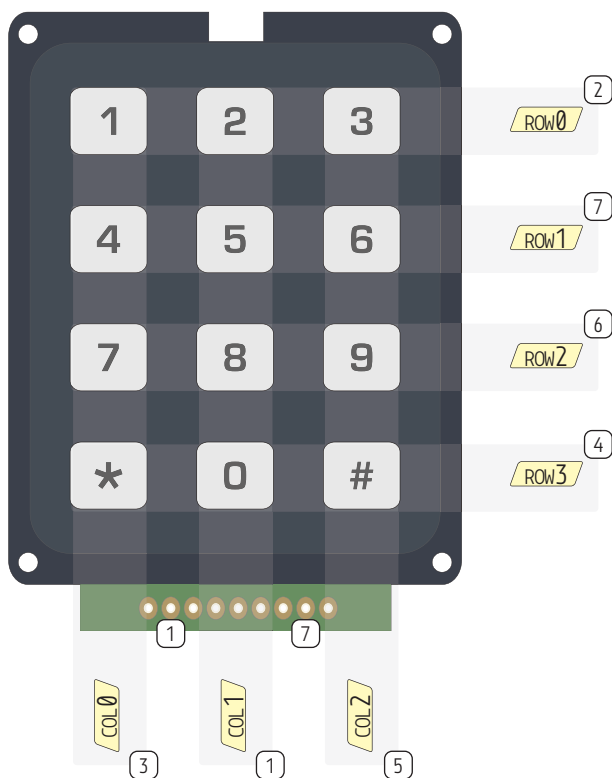 2
1 2 3 ROW0
7
4 5 6 ROW1
6
7 8 9 ROW2
4
* 0 # ROW3
1 7
COL0 COL1 COL2
3 1 5